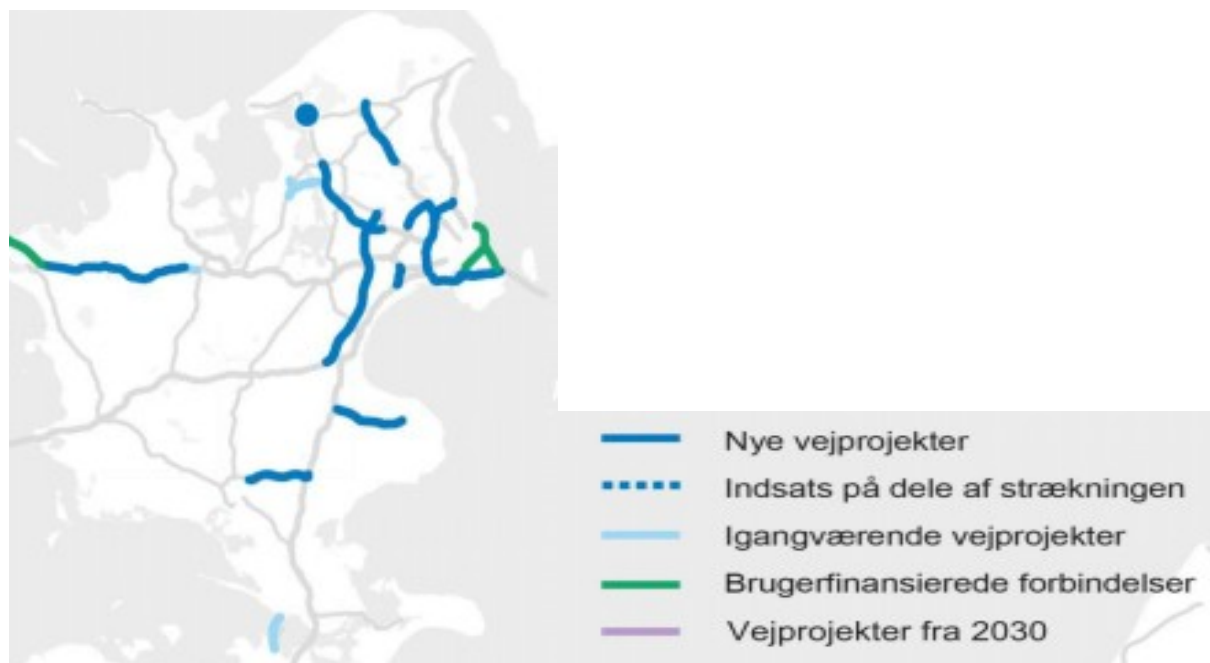 Nye vejprojekter
Indsats på dele af strækningen
Igangværende vejprojekter
Brugerfinansierede forbindelser
Vejprojekter fra 2030